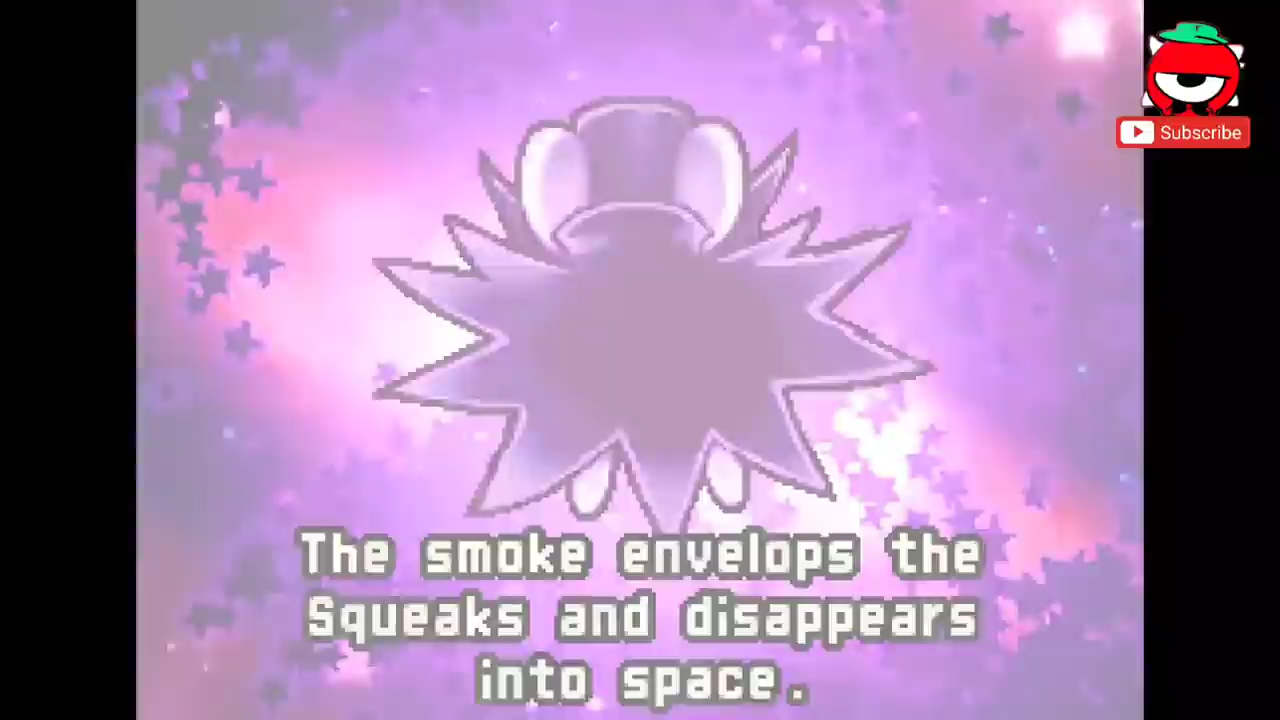 Subscribe
The smoke envelops the
Squeaks and disappears
into space.